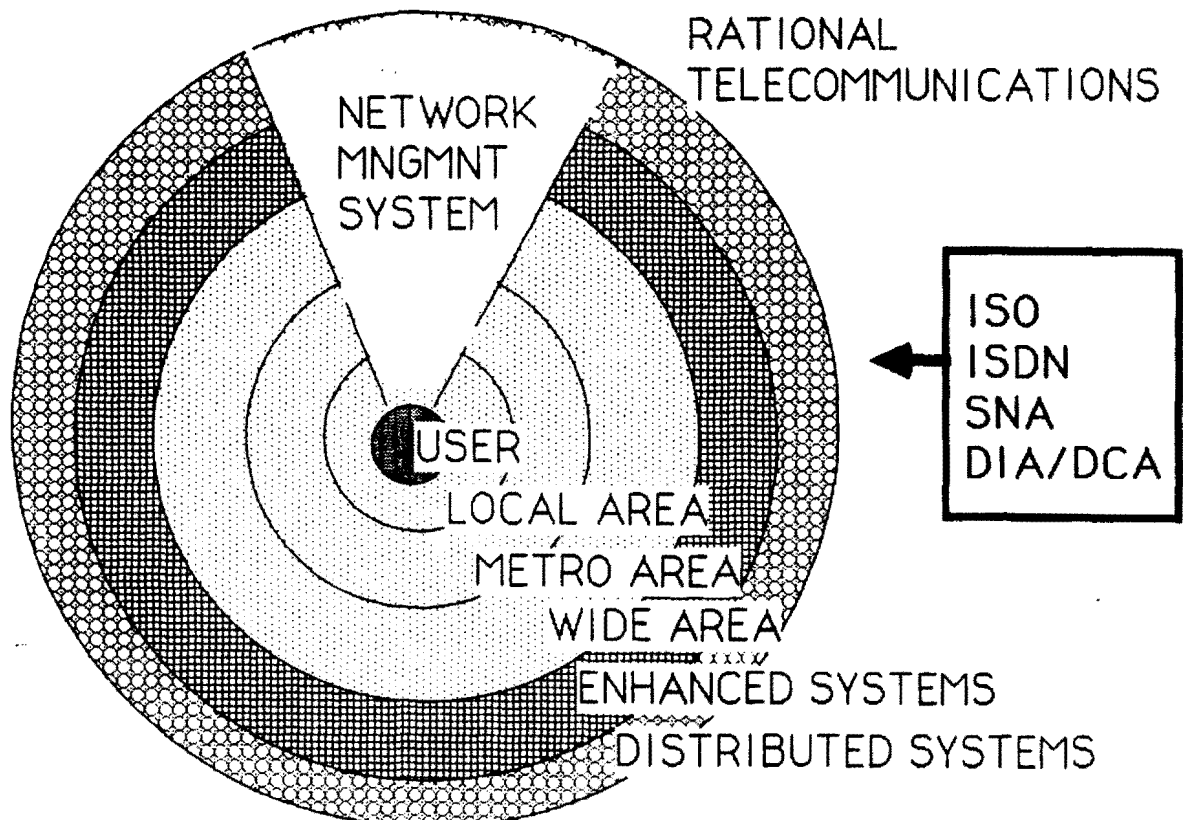 RATIONAL
TELECOMMUNICATIONS
NETWORK
MNGMNT
SYSTEM
ISO
ISDN
SNA
DIA/DCA
USER
LOCAL AREA
METRO AREA
WIDE AREA
ENHANCED SYSTEMS
DISTRIBUTED SYSTEMS